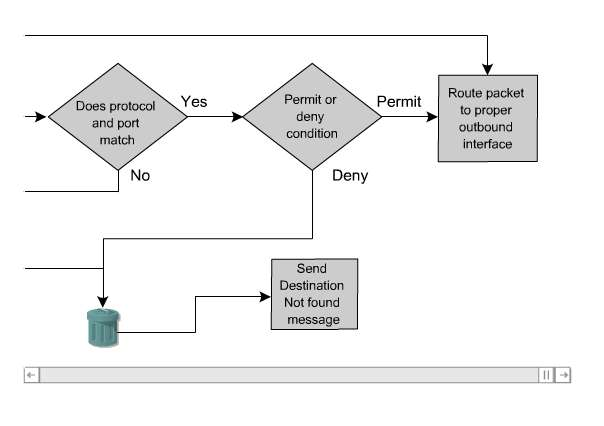 Does protocol
and port
match
Yes
Permit or
deny
condition
Permit
Route packet
to proper
outbound
interface
No
Deny
Send
Destination
Not found
message